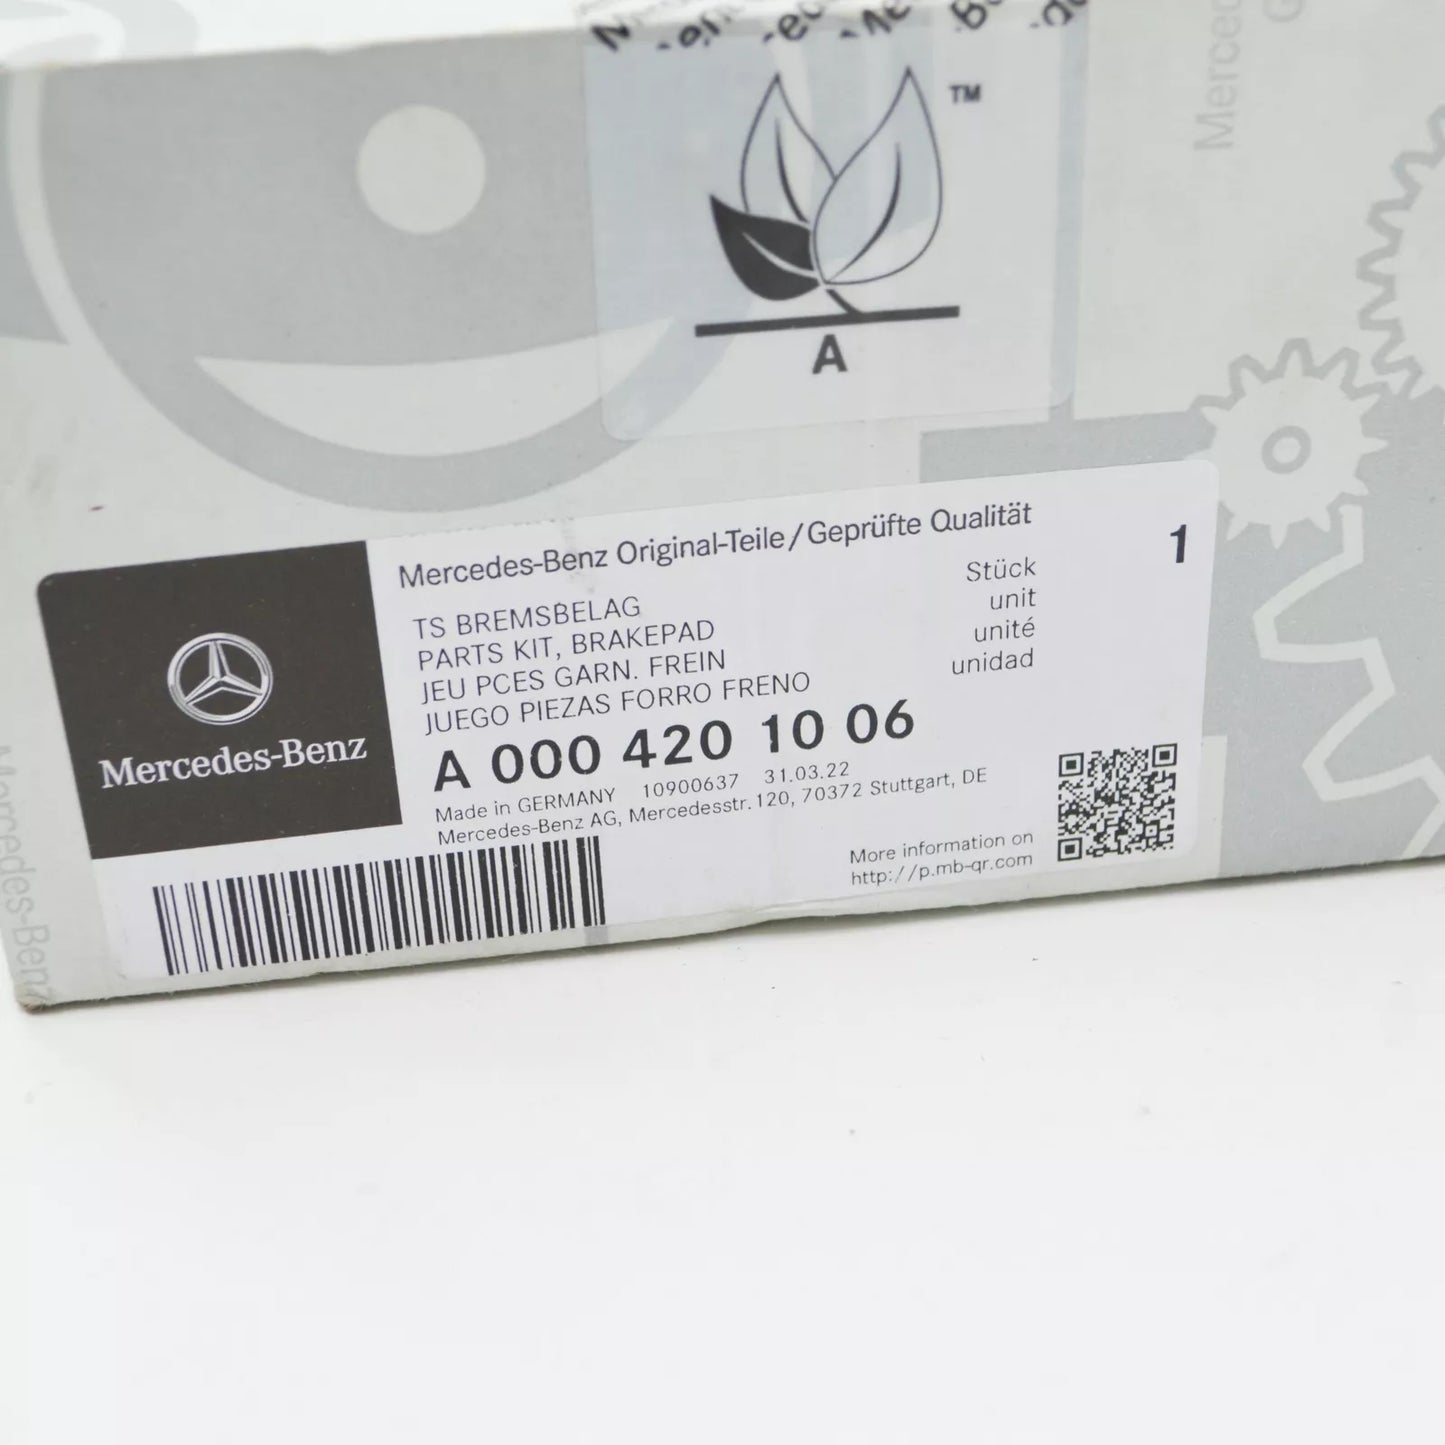 TM
A
Mercedes-Benz Original-Teile/Geprüfte Qualität
TS BREMSBELAG
PARTS KIT, BRAKEPAD
JEU PCES GARN. FREIN
JUEGO PIEZAS FORRO FRENO
Stück
unit
unité
unidad
1
A 000 420 10 06
Made in GERMANY 10900637 31.03.22
Mercedes-Benz AG, Mercedesstr.120, 70372 Stuttgart, DE
More information on
http://p.mb-qr.com
Mercedes-Benz